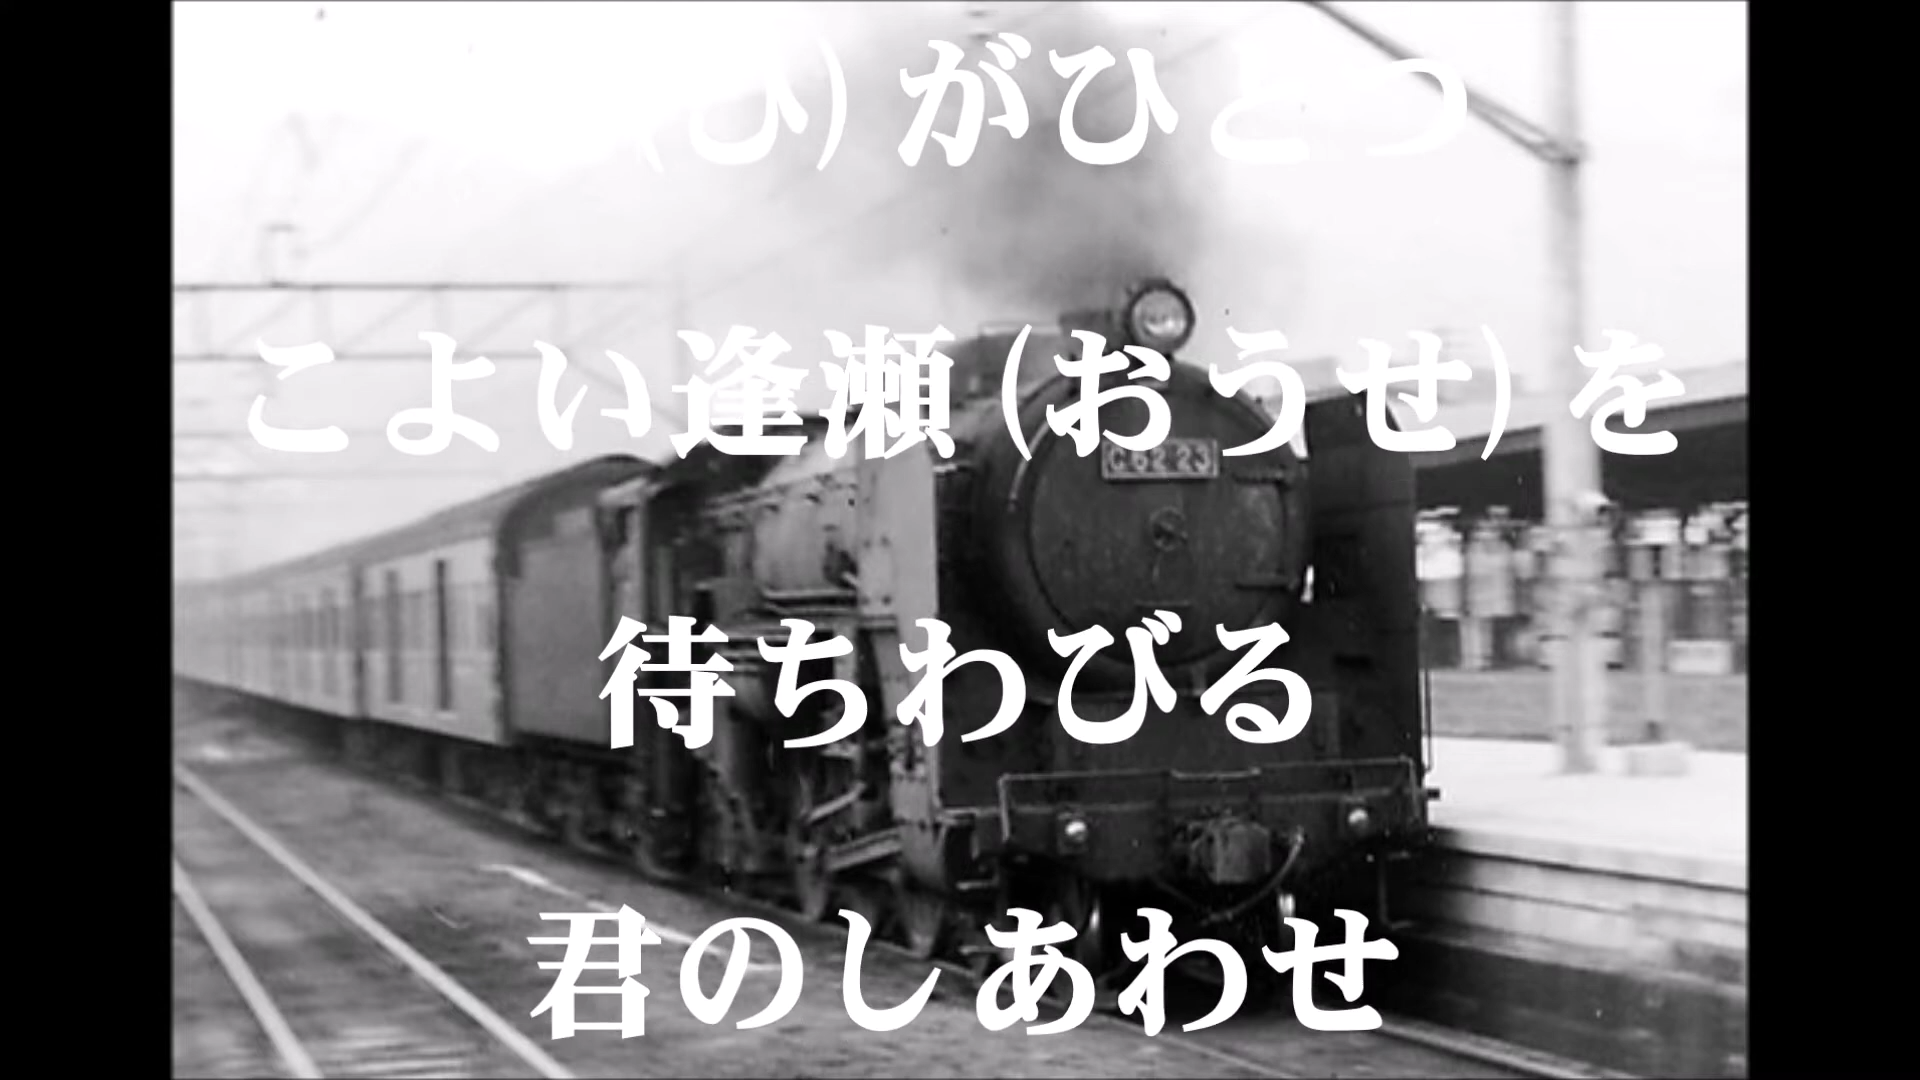 (ひ)がひとつ
こよい逢瀬(おうせ)を
C62 23
待ちわびる
君のしあわせ